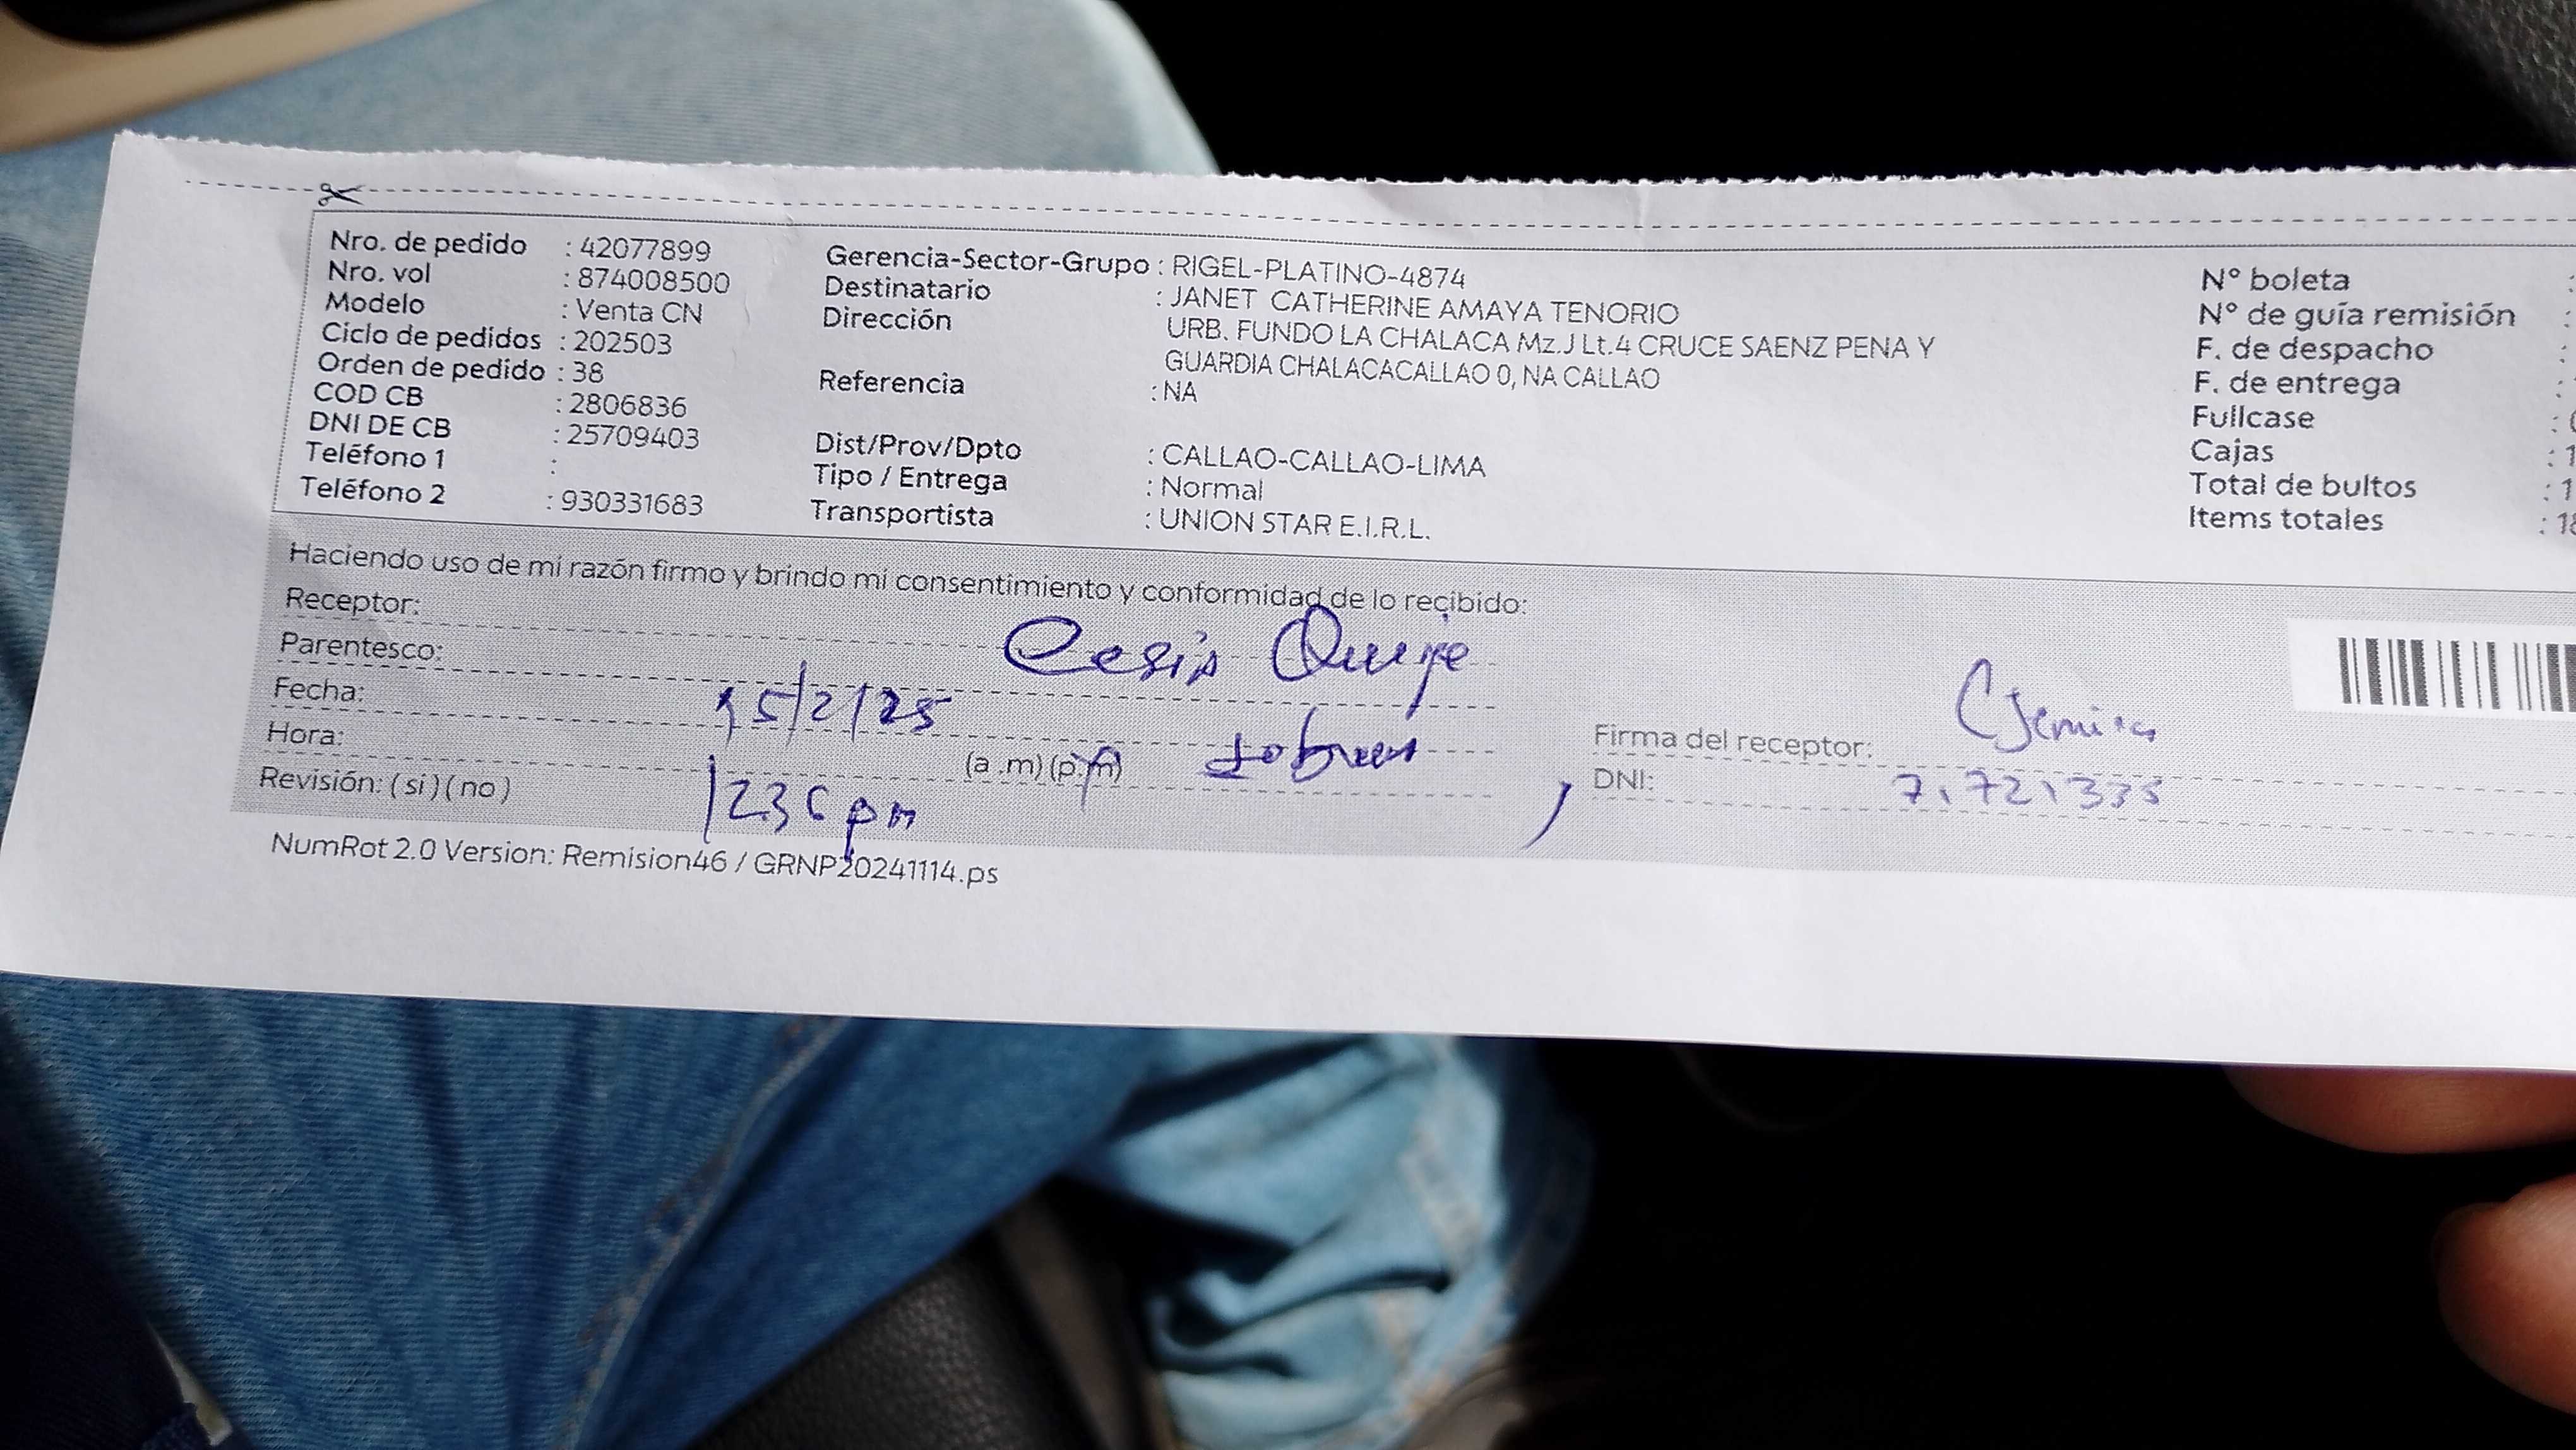 Nro. de pedido : 42077899
Nro. vol : 874008500
Modelo : Venta CN
Ciclo de pedidos : 202503
Orden de pedido : 38
COD CB : 2806836
DNI DE CB : 25709403
Teléfono 1 :
Teléfono 2 : 930331683
Gerencia-Sector-Grupo : RIGEL-PLATINO-4874
Destinatario : JANET CATHERINE AMAYA TENORIO
Dirección URB. FUNDO LA CHALACA Mz.J Lt.4 CRUCE SAENZ PENA Y
GUARDIA CHALACACALLAO 0, NA CALLAO
Referencia : NA
Dist/Prov/Dpto : CALLAO-CALLAO-LIMA
Tipo / Entrega : Normal
Transportista : UNION STAR E.I.R.L.
N° boleta :
N° de guía remisión :
F. de despacho :
F. de entrega :
Fullcase :
Cajas : 1
Total de bultos : 1
Items totales : 18
Haciendo uso de mi razón firmo y brindo mi consentimiento y conformidad de lo recibido:
Receptor:
Parentesco:
Fecha: 15/2/25
Hora: (a .m) (p.m)
Revisión: ( si ) ( no )
1236 pm
Firma del receptor:
DNI:
NumRot 2.0 Version: Remision46 / GRNP20241114.ps